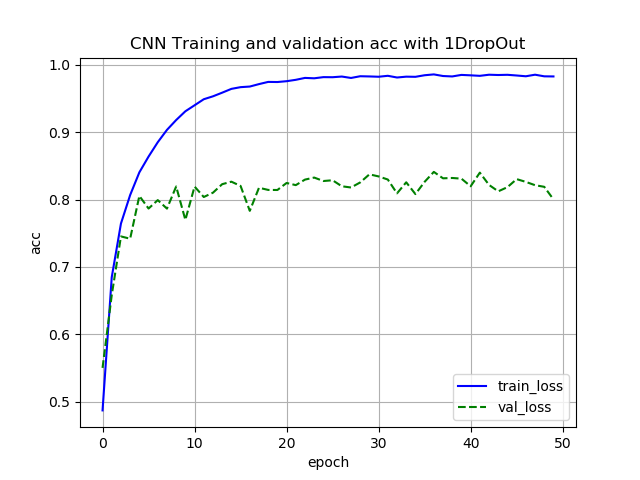 CNN Training and validation acc with 1DropOut
1.0
0.9
0.8
0.7
0.6
0.5
acc
0 10 20 30 40 50
epoch
train_loss
val_loss